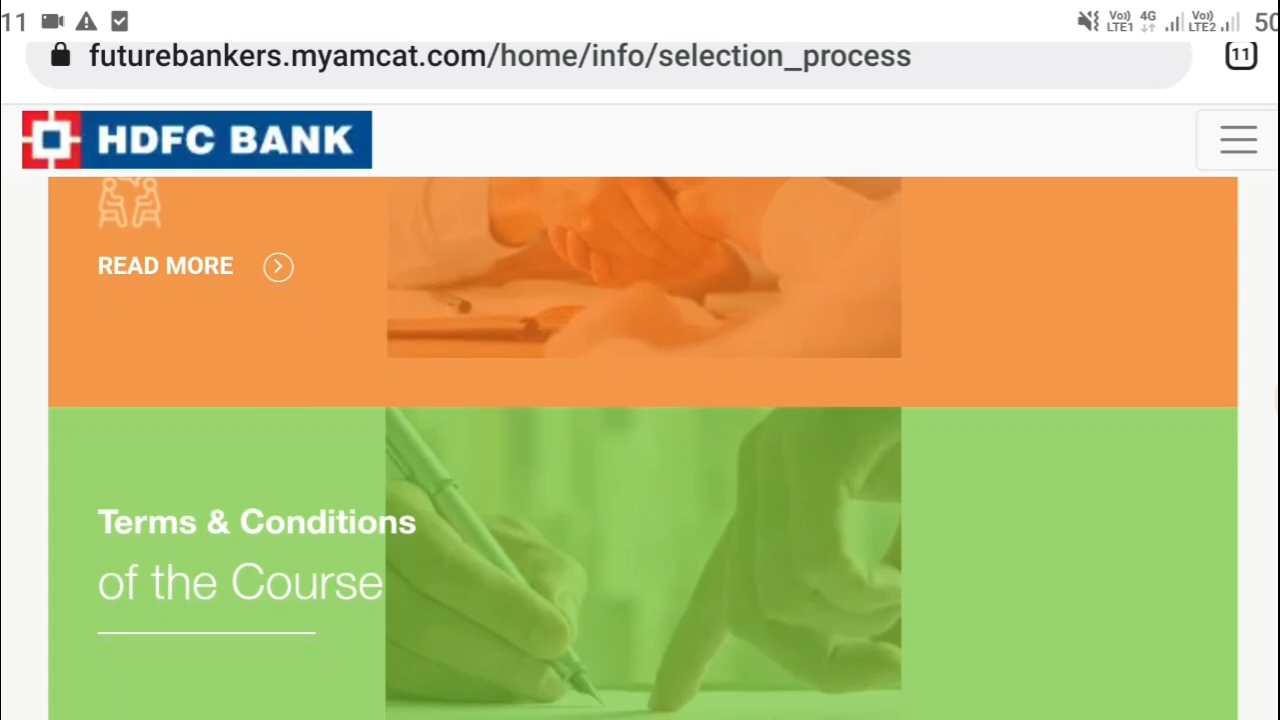 11
Vo) 4G Vo) 50
LTE1 LTE2
futurebankers.myamcat.com/home/info/selection_process
11
HDFC BANK
READ MORE
Terms & Conditions
of the Course